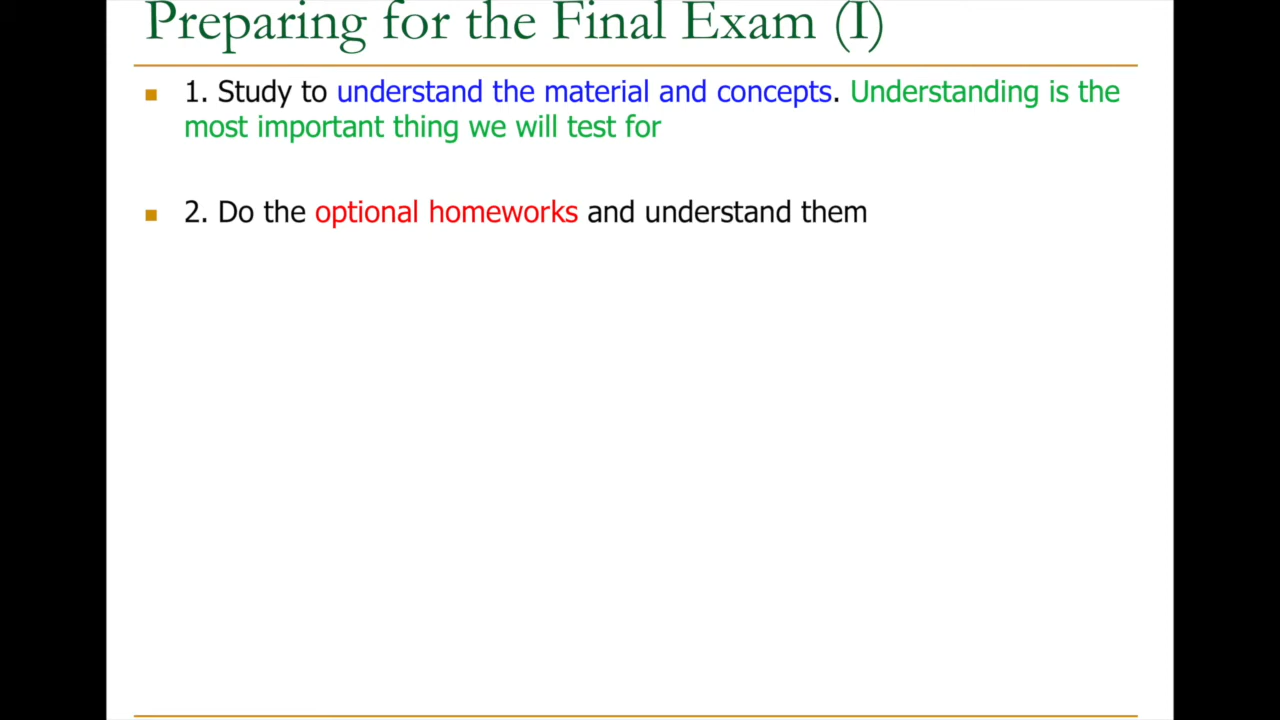 Preparing for the Final Exam (I)
1. Study to understand the material and concepts. Understanding is the
most important thing we will test for
2. Do the optional homeworks and understand them